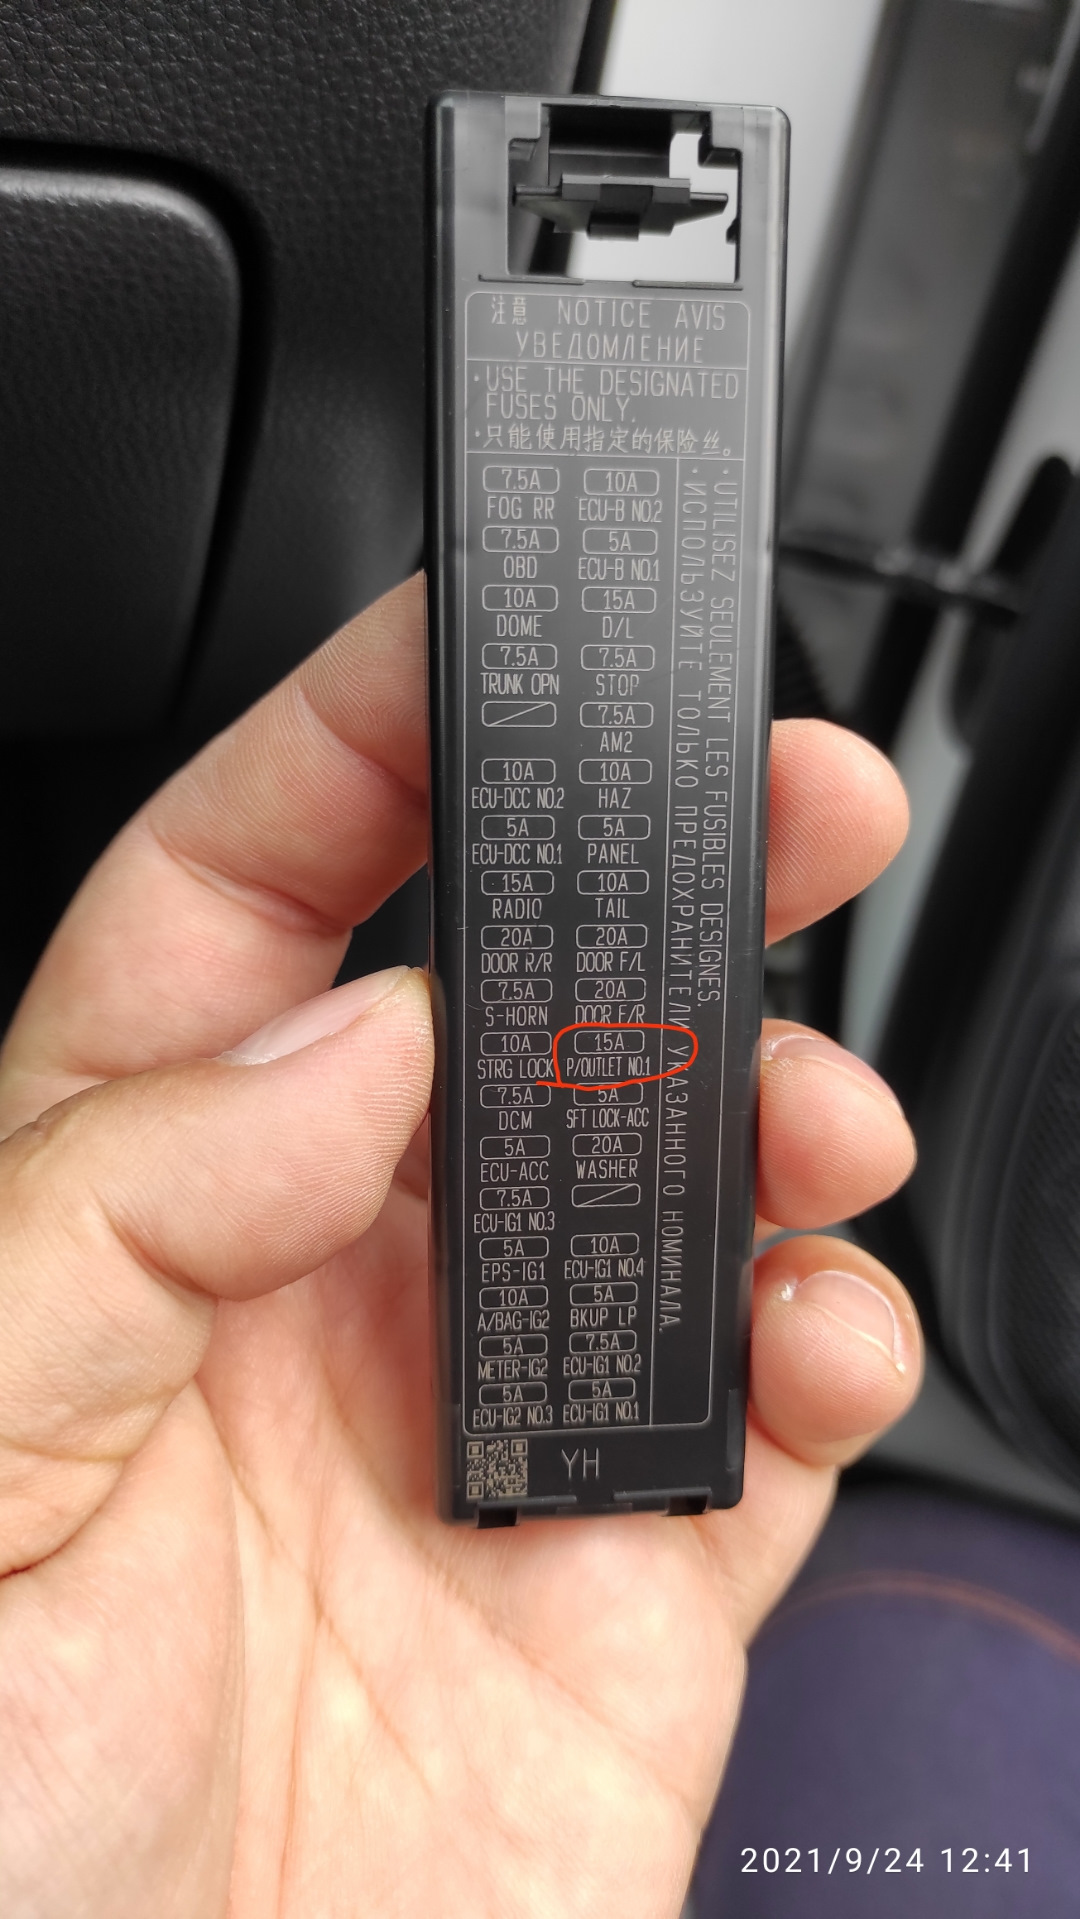 注意 NOTICE AVIS
УВЕДОМЛЕНИЕ
· USE THE DESIGNATED
FUSES ONLY.
· 只能使用指定的保险丝。
7.5A 10A
FOG RR ECU-B NO.2
7.5A 5A
OBD ECU-B NO.1
10A 15A
DOME D/L
7.5A 7.5A
TRUNK OPN STOP
7.5A
AM2
10A 10A
ECU-DCC NO.2 HAZ
5A 5A
ECU-DCC NO.1 PANEL
15A 10A
RADIO TAIL
20A 20A
DOOR R/R DOOR F/L
7.5A 20A
S-HORN DOOR F/R
10A 15A
STRG LOCK P/OUTLET NO.1
7.5A 5A
DCM SFT LOCK-ACC
5A 20A
ECU-ACC WASHER
7.5A
ECU-IG1 NO.3
5A 10A
EPS-IG1 ECU-IG1 NO.4
10A 5A
A/BAG-IG2 BKUP LP
5A 7.5A
METER-IG2 ECU-IG1 NO.2
5A 5A
ECU-IG2 NO.3 ECU-IG1 NO.1
· UTILISEZ SEULEMENT LES FUSIBLES DESIGNES.
· ИСПОЛЬЗУЙТЕ ТОЛЬКО ПРЕДОХРАНИТЕЛИ УКАЗАННОГО НОМИНАЛА.
YH
2021/9/24 12:41